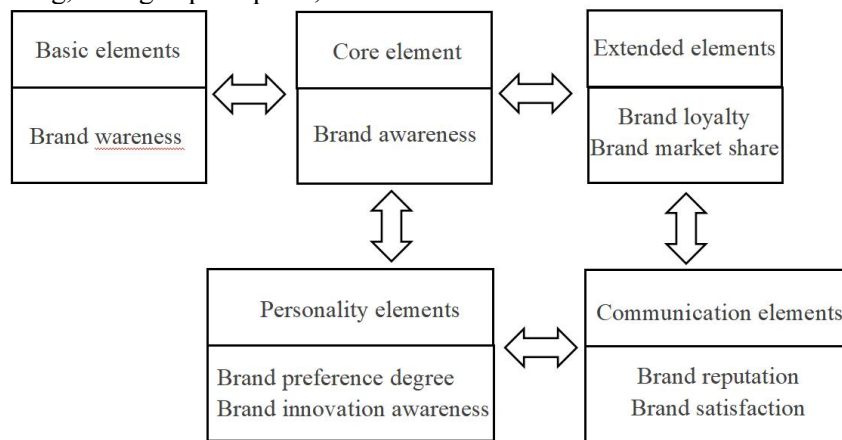 Basic elements
Brand wareness
Core element
Brand awareness
Extended elements
Brand loyalty
Brand market share
Personality elements
Brand preference degree
Brand innovation awareness
Communication elements
Brand reputation
Brand satisfaction